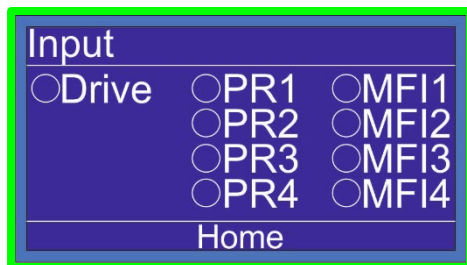 Input
Drive PR1 MFI1
PR2 MFI2
PR3 MFI3
PR4 MFI4
Home